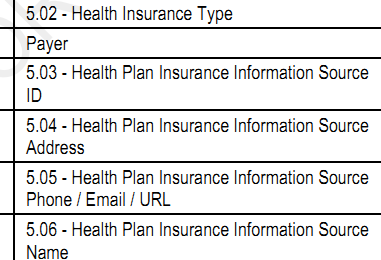 5.02 - Health Insurance Type
Payer
5.03 - Health Plan Insurance Information Source
ID
5.04 - Health Plan Insurance Information Source
Address
5.05 - Health Plan Insurance Information Source
Phone / Email / URL
5.06 - Health Plan Insurance Information Source
Name